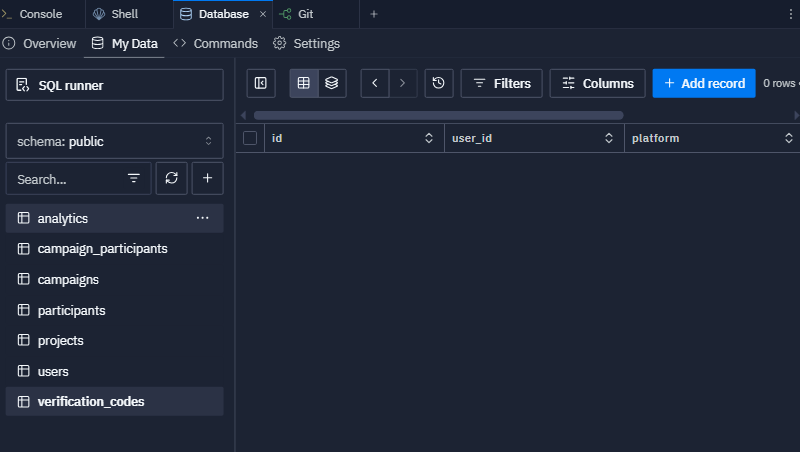 Console Shell Database Git
Overview My Data Commands Settings
SQL runner
Filters Columns Add record 0 rows
schema: public
Search...
id user_id platform
analytics
campaign_participants
campaigns
participants
projects
users
verification_codes